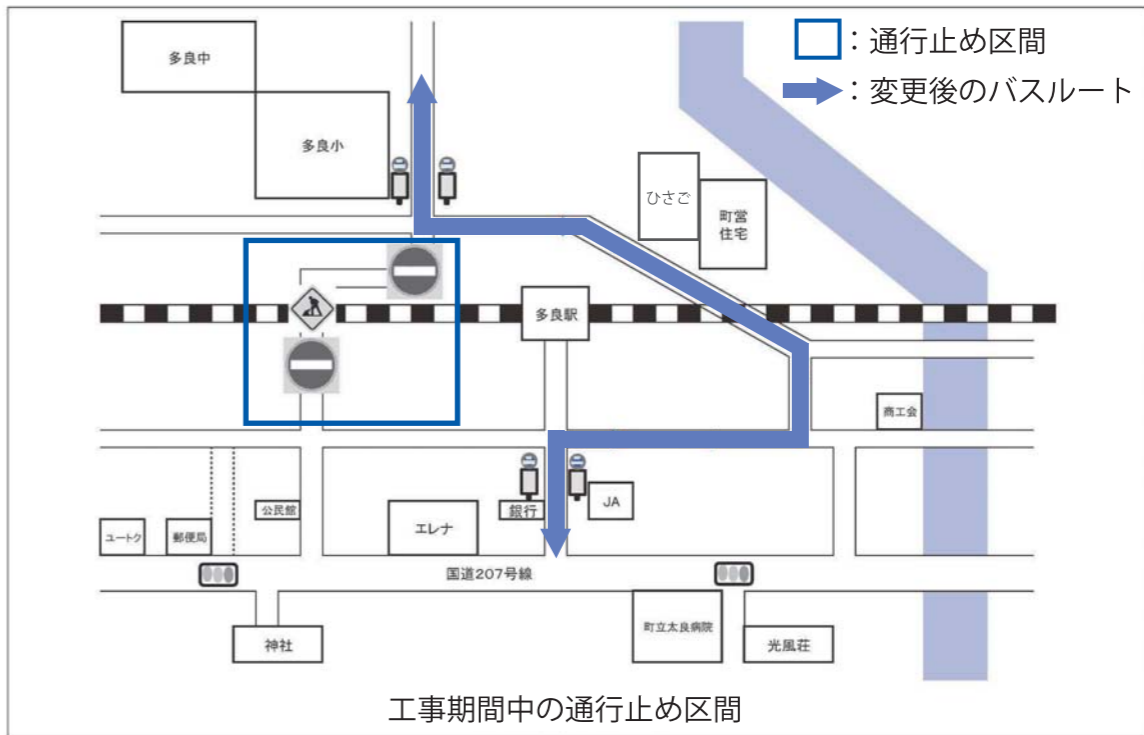 ：通行止め区間
：変更後のバスルート
多良中
多良小
ひさご
町営
住宅
多良駅
商工会
公民館
エレナ
銀行
JA
ユートク
郵便局
国道207号線
神社
町立太良病院
光風荘
工事期間中の通行止め区間